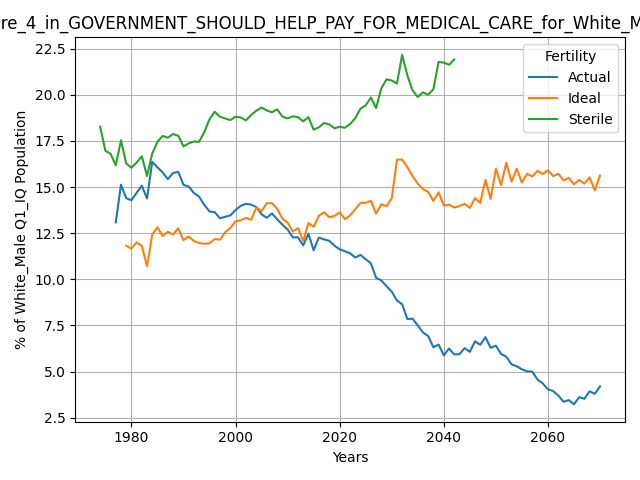 re_4_in_GOVERNMENT_SHOULD_HELP_PAY_FOR_MEDICAL_CARE_for_White_M
22.5
20.0
17.5
15.0
12.5
10.0
7.5
5.0
2.5
% of White_Male Q1_IQ Population
Fertility
Actual
Ideal
Sterile
1980
2000
2020
2040
2060
Years